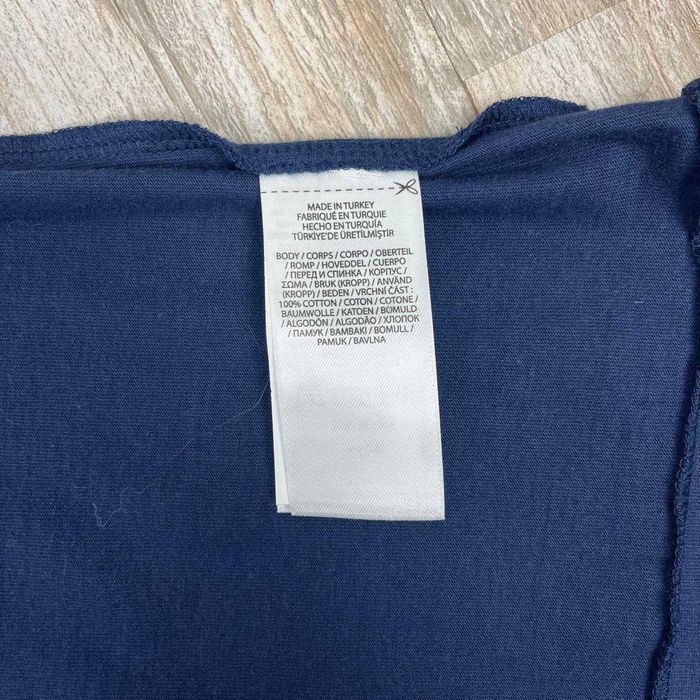 MADE IN TURKEY
FABRIQUÉ EN TURQUIE
HECHO EN TURQUÍA
TÜRKİYE'DE ÜRETİLMİŞTİR
BODY / CORPS / CORPO / OBERTEIL
/ ROMP / HOVEDDEL / CUERPO
/ ПЕРЕД И СПИНКА / КОРПУС /
ΣΩΜΑ / BRUK (KROPP) / ANVÄND
(KROPP) / BEDEN / VRCHNÍ ČÁST :
100% COTTON / COTON / COTONE /
BAUMWOLLE / KATOEN / BOMULD
/ ALGODÓN / ALGODÃO / ХЛОПОК
/ ПАМУК / ΒΑΜΒΑΚΙ / BOMULL /
PAMUK / BAVLNA